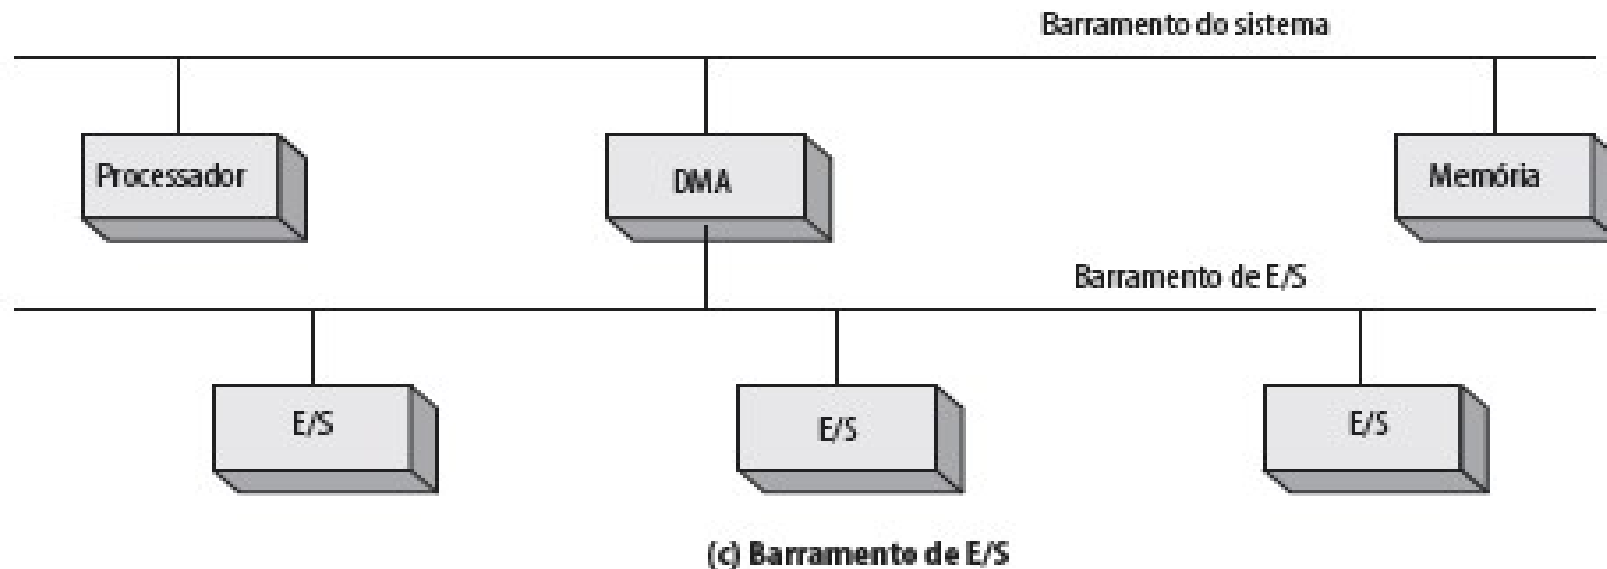 Barramento do sistema
Processador
DMA
Memória
Barramento de E/S
E/S
E/S
E/S
(c) Barramento de E/S